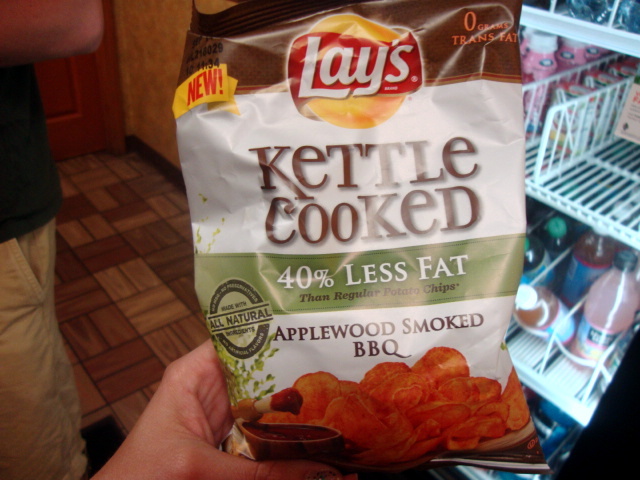 0 GRAMS
TRANS FAT
NEW!
Lay's
KETTLE
COOKED
40% LESS FAT
Than Regular Potato Chips*
MADE WITH
ALL NATURAL
INGREDIENTS
APPLEWOOD SMOKED
BBQ